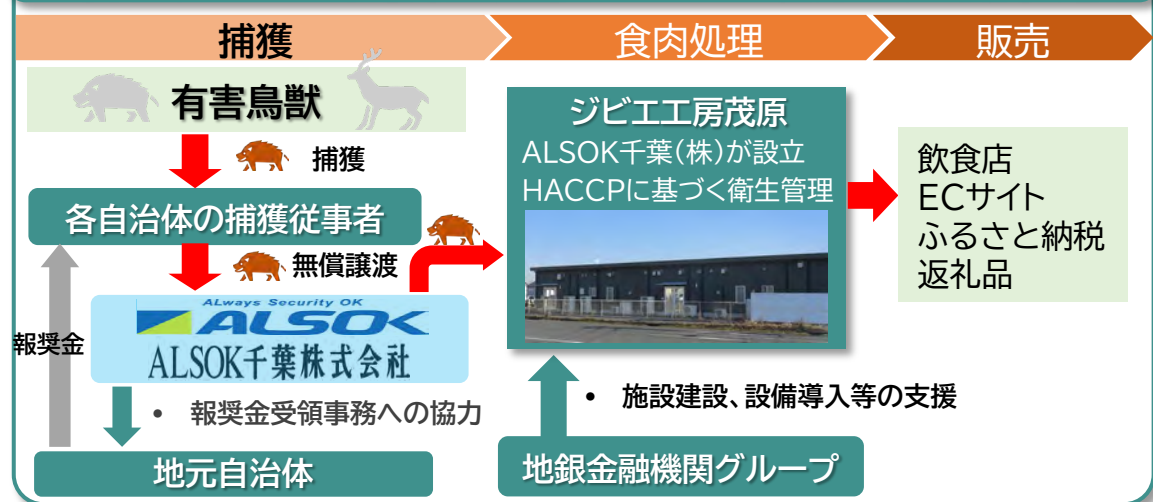 捕獲
食肉処理
販売
有害鳥獣
捕獲
各自治体の捕獲従事者
無償譲渡
ALways Security OK
ALSOK
ALSOK千葉株式会社
報奨金
• 報奨金受領事務への協力
地元自治体
ジビエ工房茂原
ALSOK千葉(株)が設立
HACCPに基づく衛生管理
• 施設建設、設備導入等の支援
地銀金融機関グループ
飲食店
ECサイト
ふるさと納税
返礼品